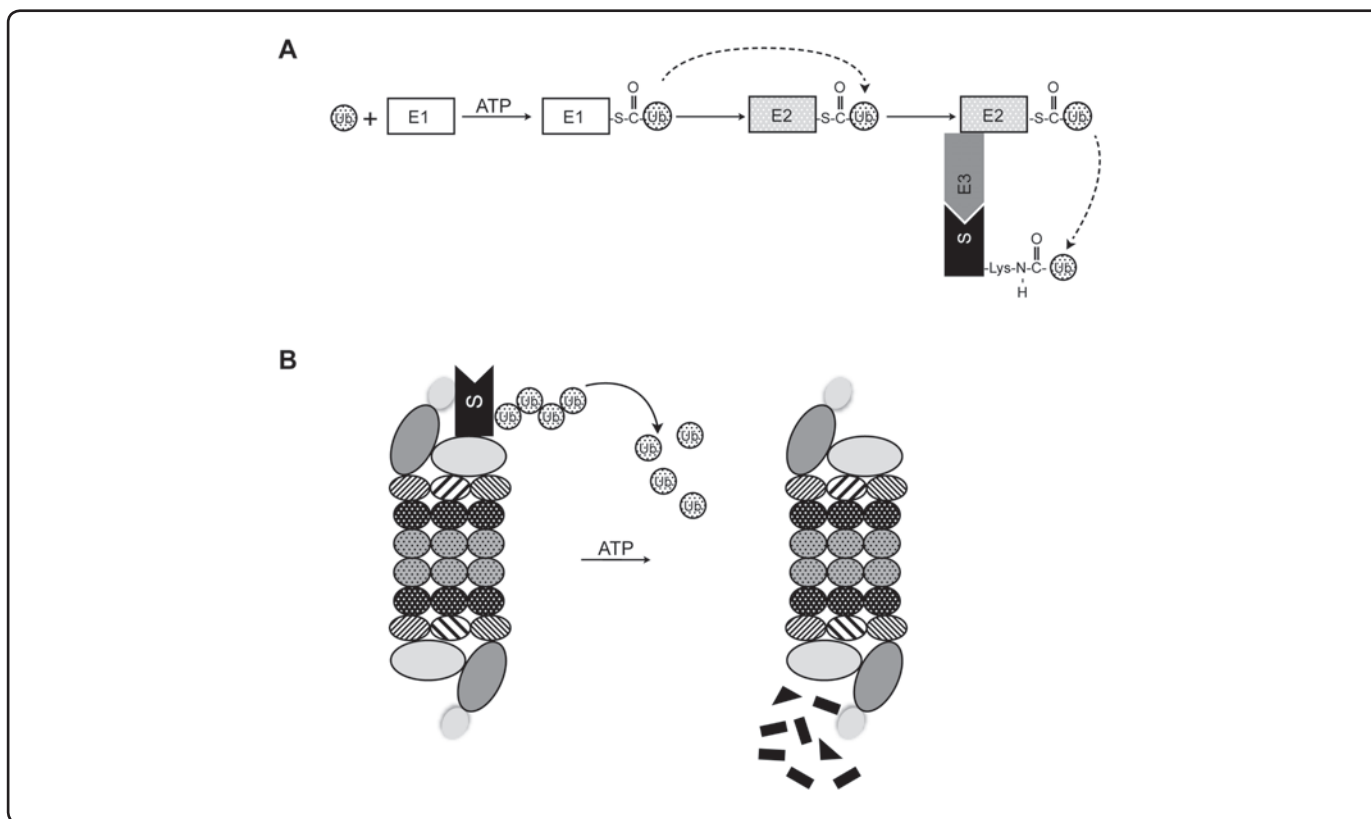 A
Ub + E1 ATP E1 -S-C- O Ub E2 -S-C- O Ub E2 -S-C- O Ub
E3
S -Lys-N-C- O Ub
H
B
S Ub Ub Ub Ub
Ub Ub
Ub
Ub
ATP